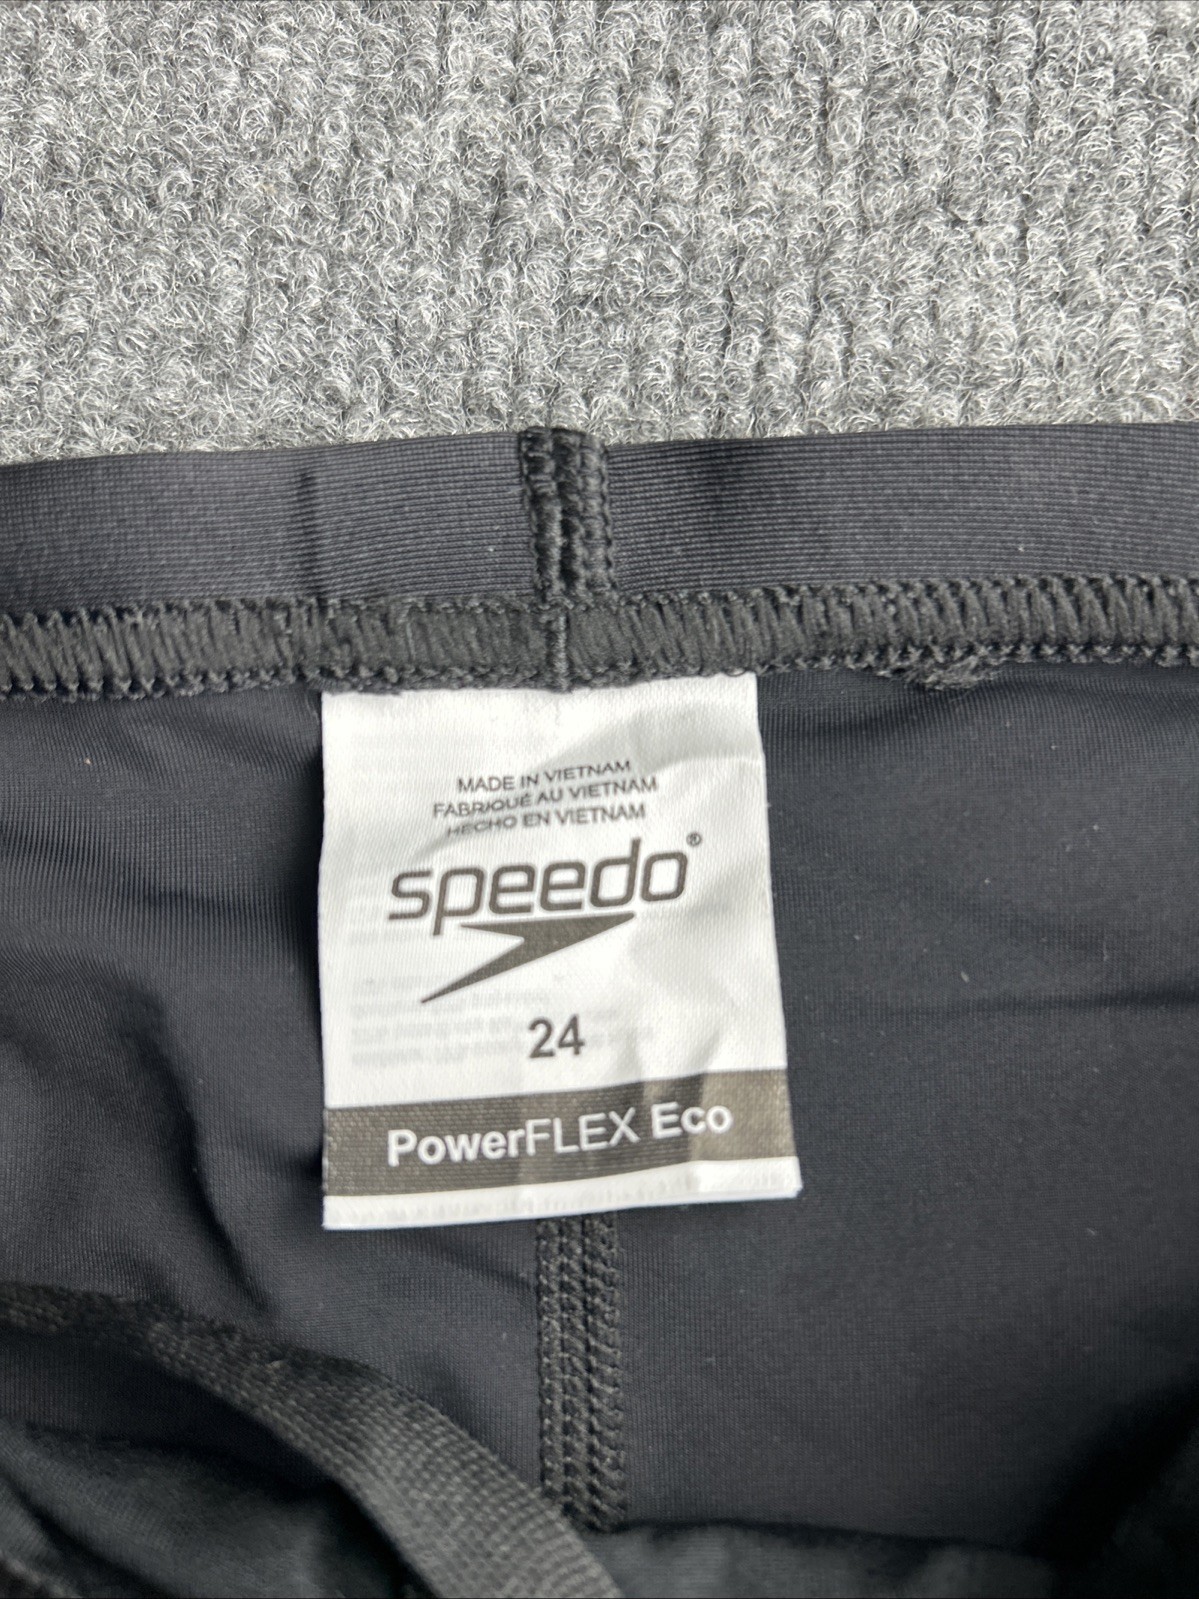 MADE IN VIETNAM
FABRIQUÉ AU VIETNAM
HECHO EN VIETNAM
speedo®
24
PowerFLEX Eco